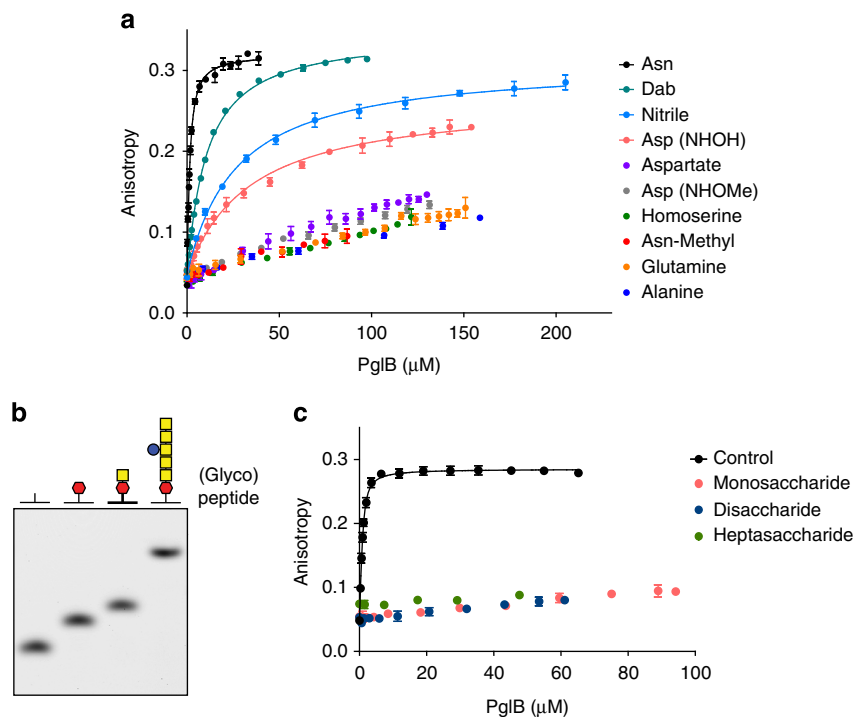 a
Anisotropy
0.3
0.2
0.1
0.0
0
50
100
150
200
PglB (μM)
Asn
Dab
Nitrile
Asp (NHOH)
Aspartate
Asp (NHOMe)
Homoserine
Asn-Methyl
Glutamine
Alanine
b
(Glyco)
peptide
c
Anisotropy
0.3
0.2
0.1
0.0
0
20
40
60
80
100
PglB (μM)
Control
Monosaccharide
Disaccharide
Heptasaccharide